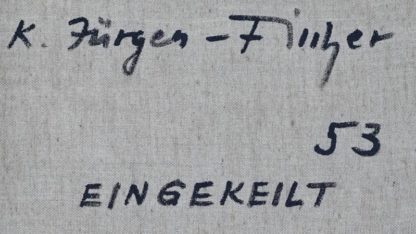 K. Jürgen-Fischer
53
EINGEKEILT